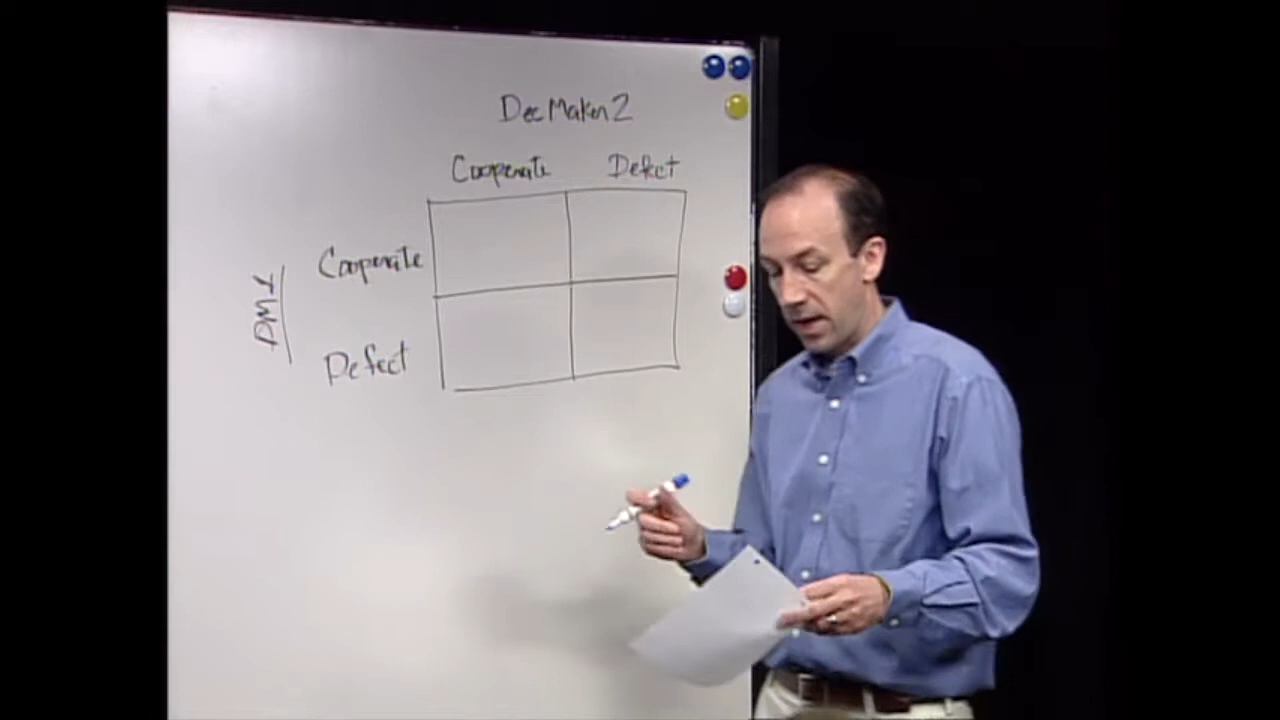 Dec Maker 2
Cooperate Defect
Cooperate
DM1
Defect